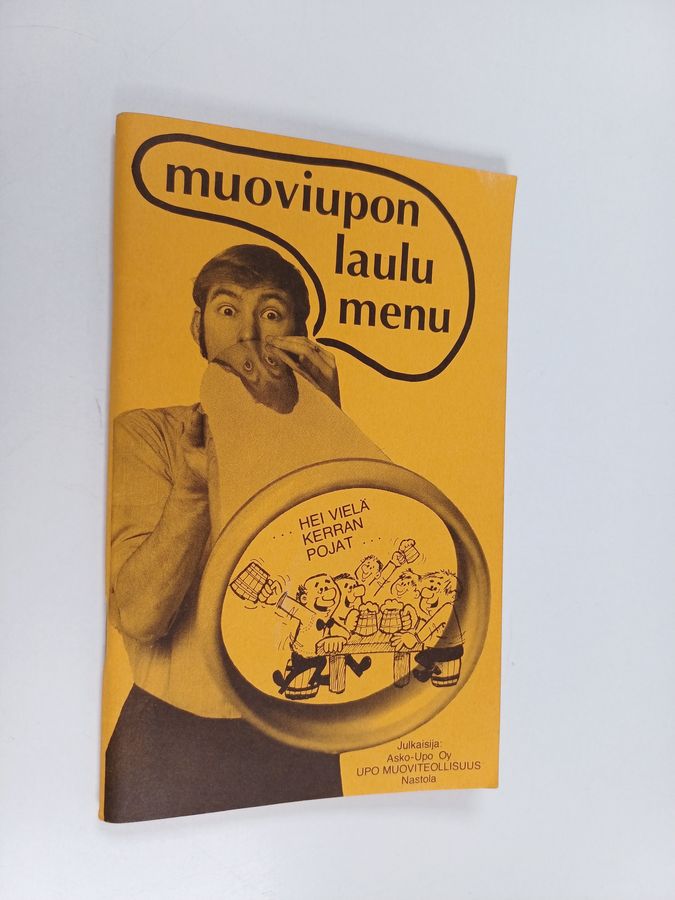 muoviupon
laulu
menu
... HEI VIELÄ
KERRAN
POJAT ...
Julkaisija:
Asko-Upo Oy
UPO MUOVITEOLLISUUS
Nastola